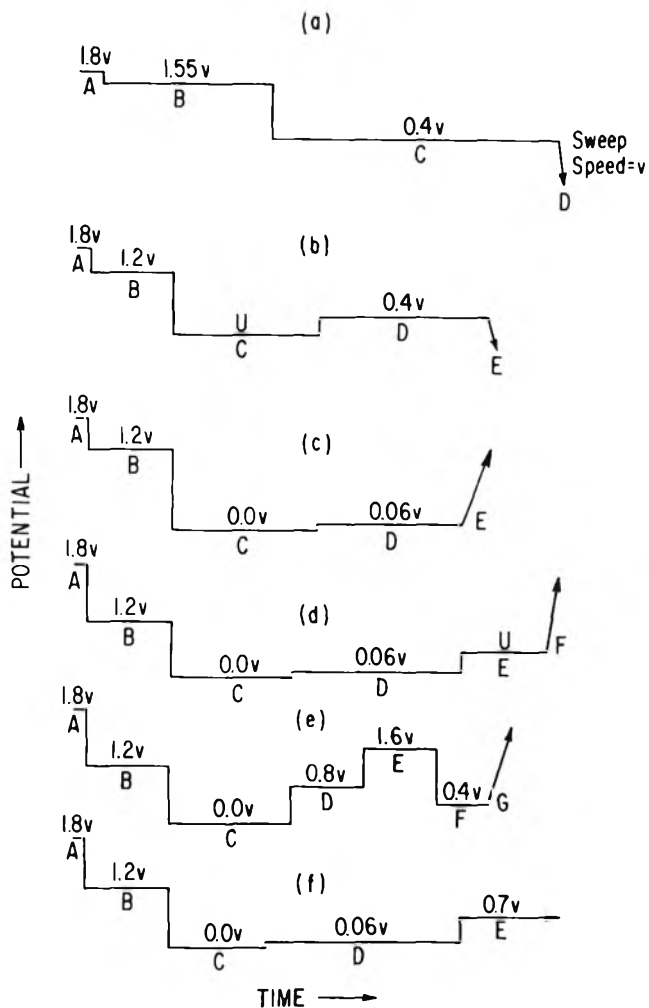 (a)
1.8v
1.55v
A
B
0.4v
C
Sweep
Speed=v
D
(b)
1.8v
1.2v
A
B
U
0.4v
C
D
E
(c)
1.8v
1.2v
A
B
0.0v
0.06v
C
D
E
POTENTIAL
(d)
1.8v
1.2v
A
B
0.0v
0.06v
U
C
D
E
F
(e)
1.8v
A
1.2v
B
0.0v
C
0.8v
D
1.6v
E
0.4v
F
G
(f)
1.8v
A
1.2v
B
0.0v
0.06v
0.7v
C
D
E
TIME